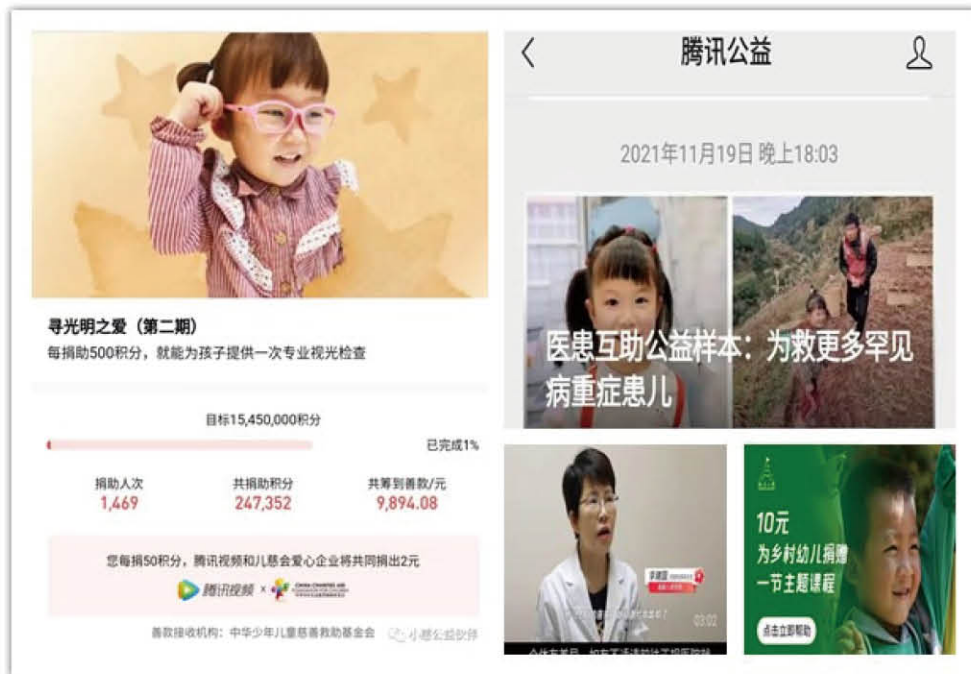 寻光明之爱（第二期）
每捐助500积分，就能为孩子提供一次专业视光检查
目标15,450,000积分
已完成1%
捐助人次
共捐助积分
共筹到善款/元
1,469
247,352
9,894.08
您每捐50积分，腾讯视频和儿慈会爱心企业将共同捐出2元
腾讯视频 ×
善款接收机构：中华少年儿童慈善救助基金会
小慈公益伙伴
腾讯公益
2021年11月19日 晚上18:03
医患互助公益样本：为救更多罕见
病重症患儿
03:02
10元
为乡村幼儿捐赠
一节主题课程
点击立即帮助